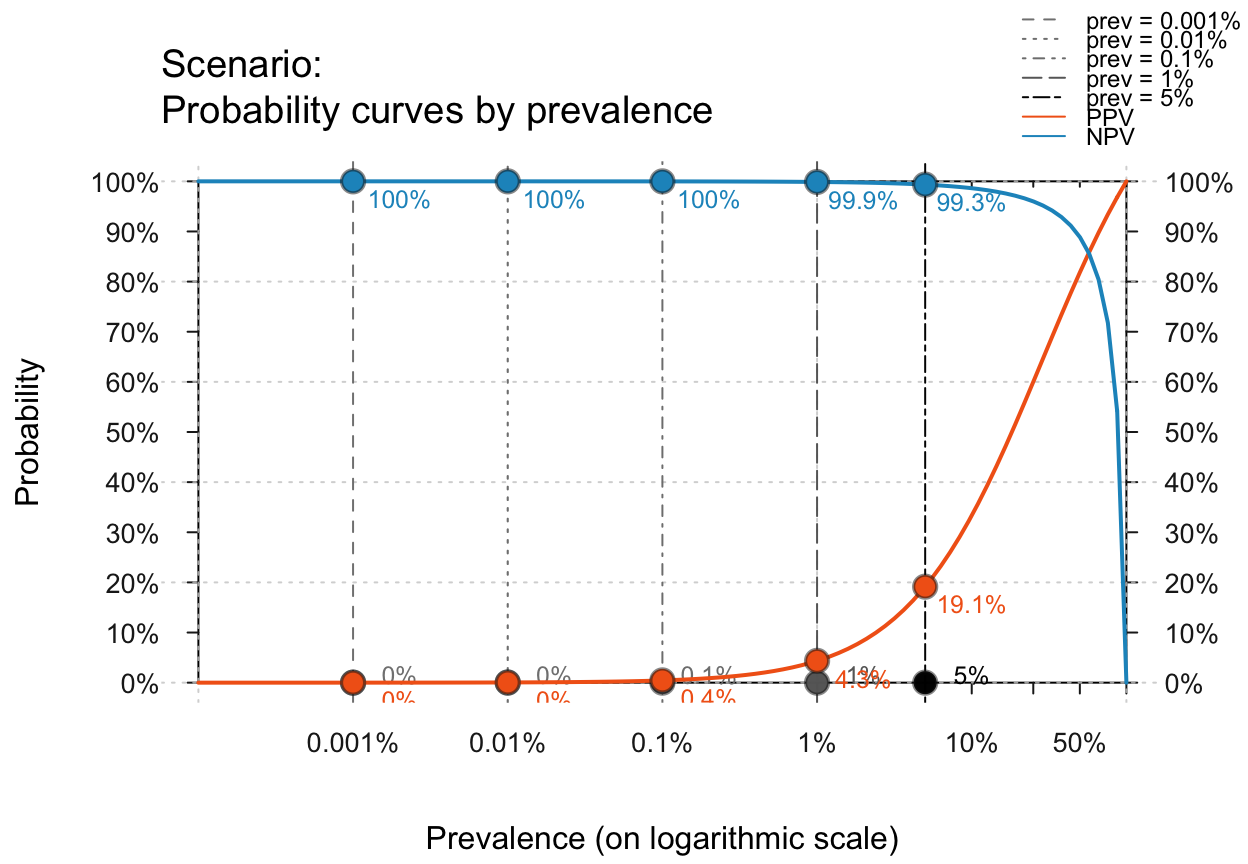 prev = 0.001%
prev = 0.01%
prev = 0.1%
prev = 1%
prev = 5%
PPV
NPV
Scenario:
Probability curves by prevalence
100% 100%
100% 100% 100% 99.9% 99.3%
90% 90%
80% 80%
70% 70%
60% 60%
50% 50%
40% 40%
30% 30%
20% 20%
19.1%
10% 10%
0% 0% 0.1% 1% 5%
4.3%
0% 0%
0% 0% 0.4%
0.001% 0.01% 0.1% 1% 10% 50%
Probability
Prevalence (on logarithmic scale)